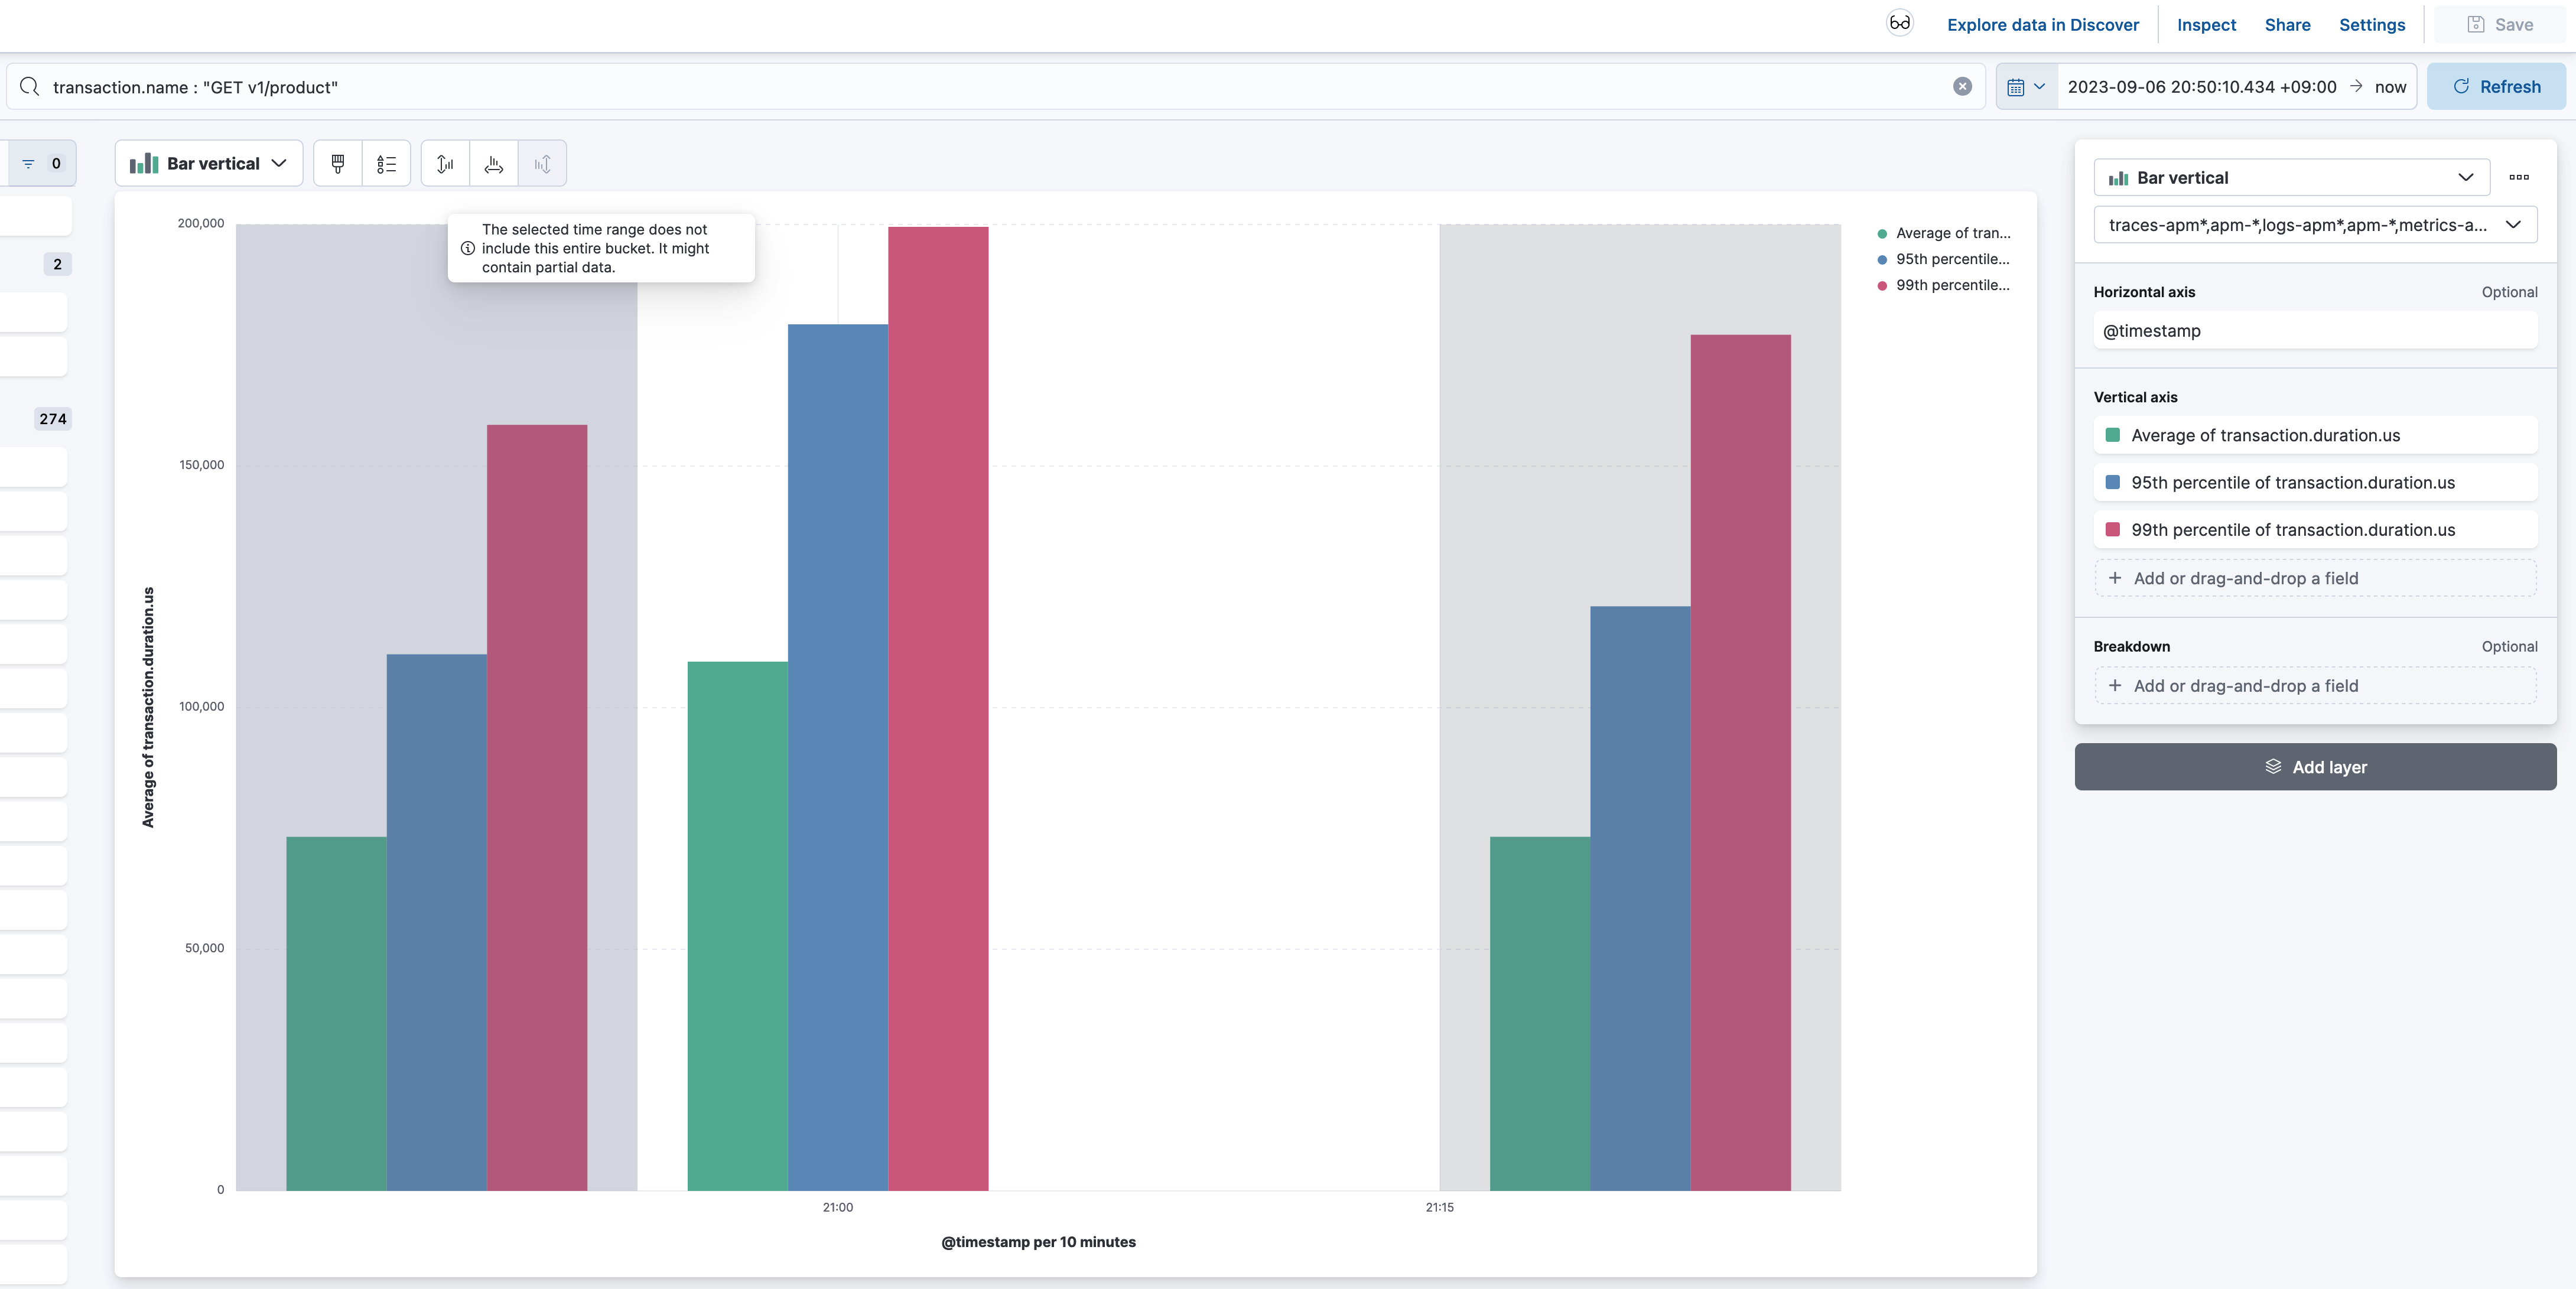 Explore data in Discover
Inspect
Share
Settings
Save
transaction.name : "GET v1/product"
2023-09-06 20:50:10.434 +09:00 → now
Refresh
0
2
274
Bar vertical
The selected time range does not
include this entire bucket. It might
contain partial data.
200,000
150,000
100,000
50,000
0
Average of transaction.duration.us
21:00
21:15
@timestamp per 10 minutes
Average of tran...
95th percentile...
99th percentile...
Bar vertical
traces-apm*,apm-*,logs-apm*,apm-*,metrics-a...
Horizontal axis
Optional
@timestamp
Vertical axis
Average of transaction.duration.us
95th percentile of transaction.duration.us
99th percentile of transaction.duration.us
+ Add or drag-and-drop a field
Breakdown
Optional
+ Add or drag-and-drop a field
Add layer